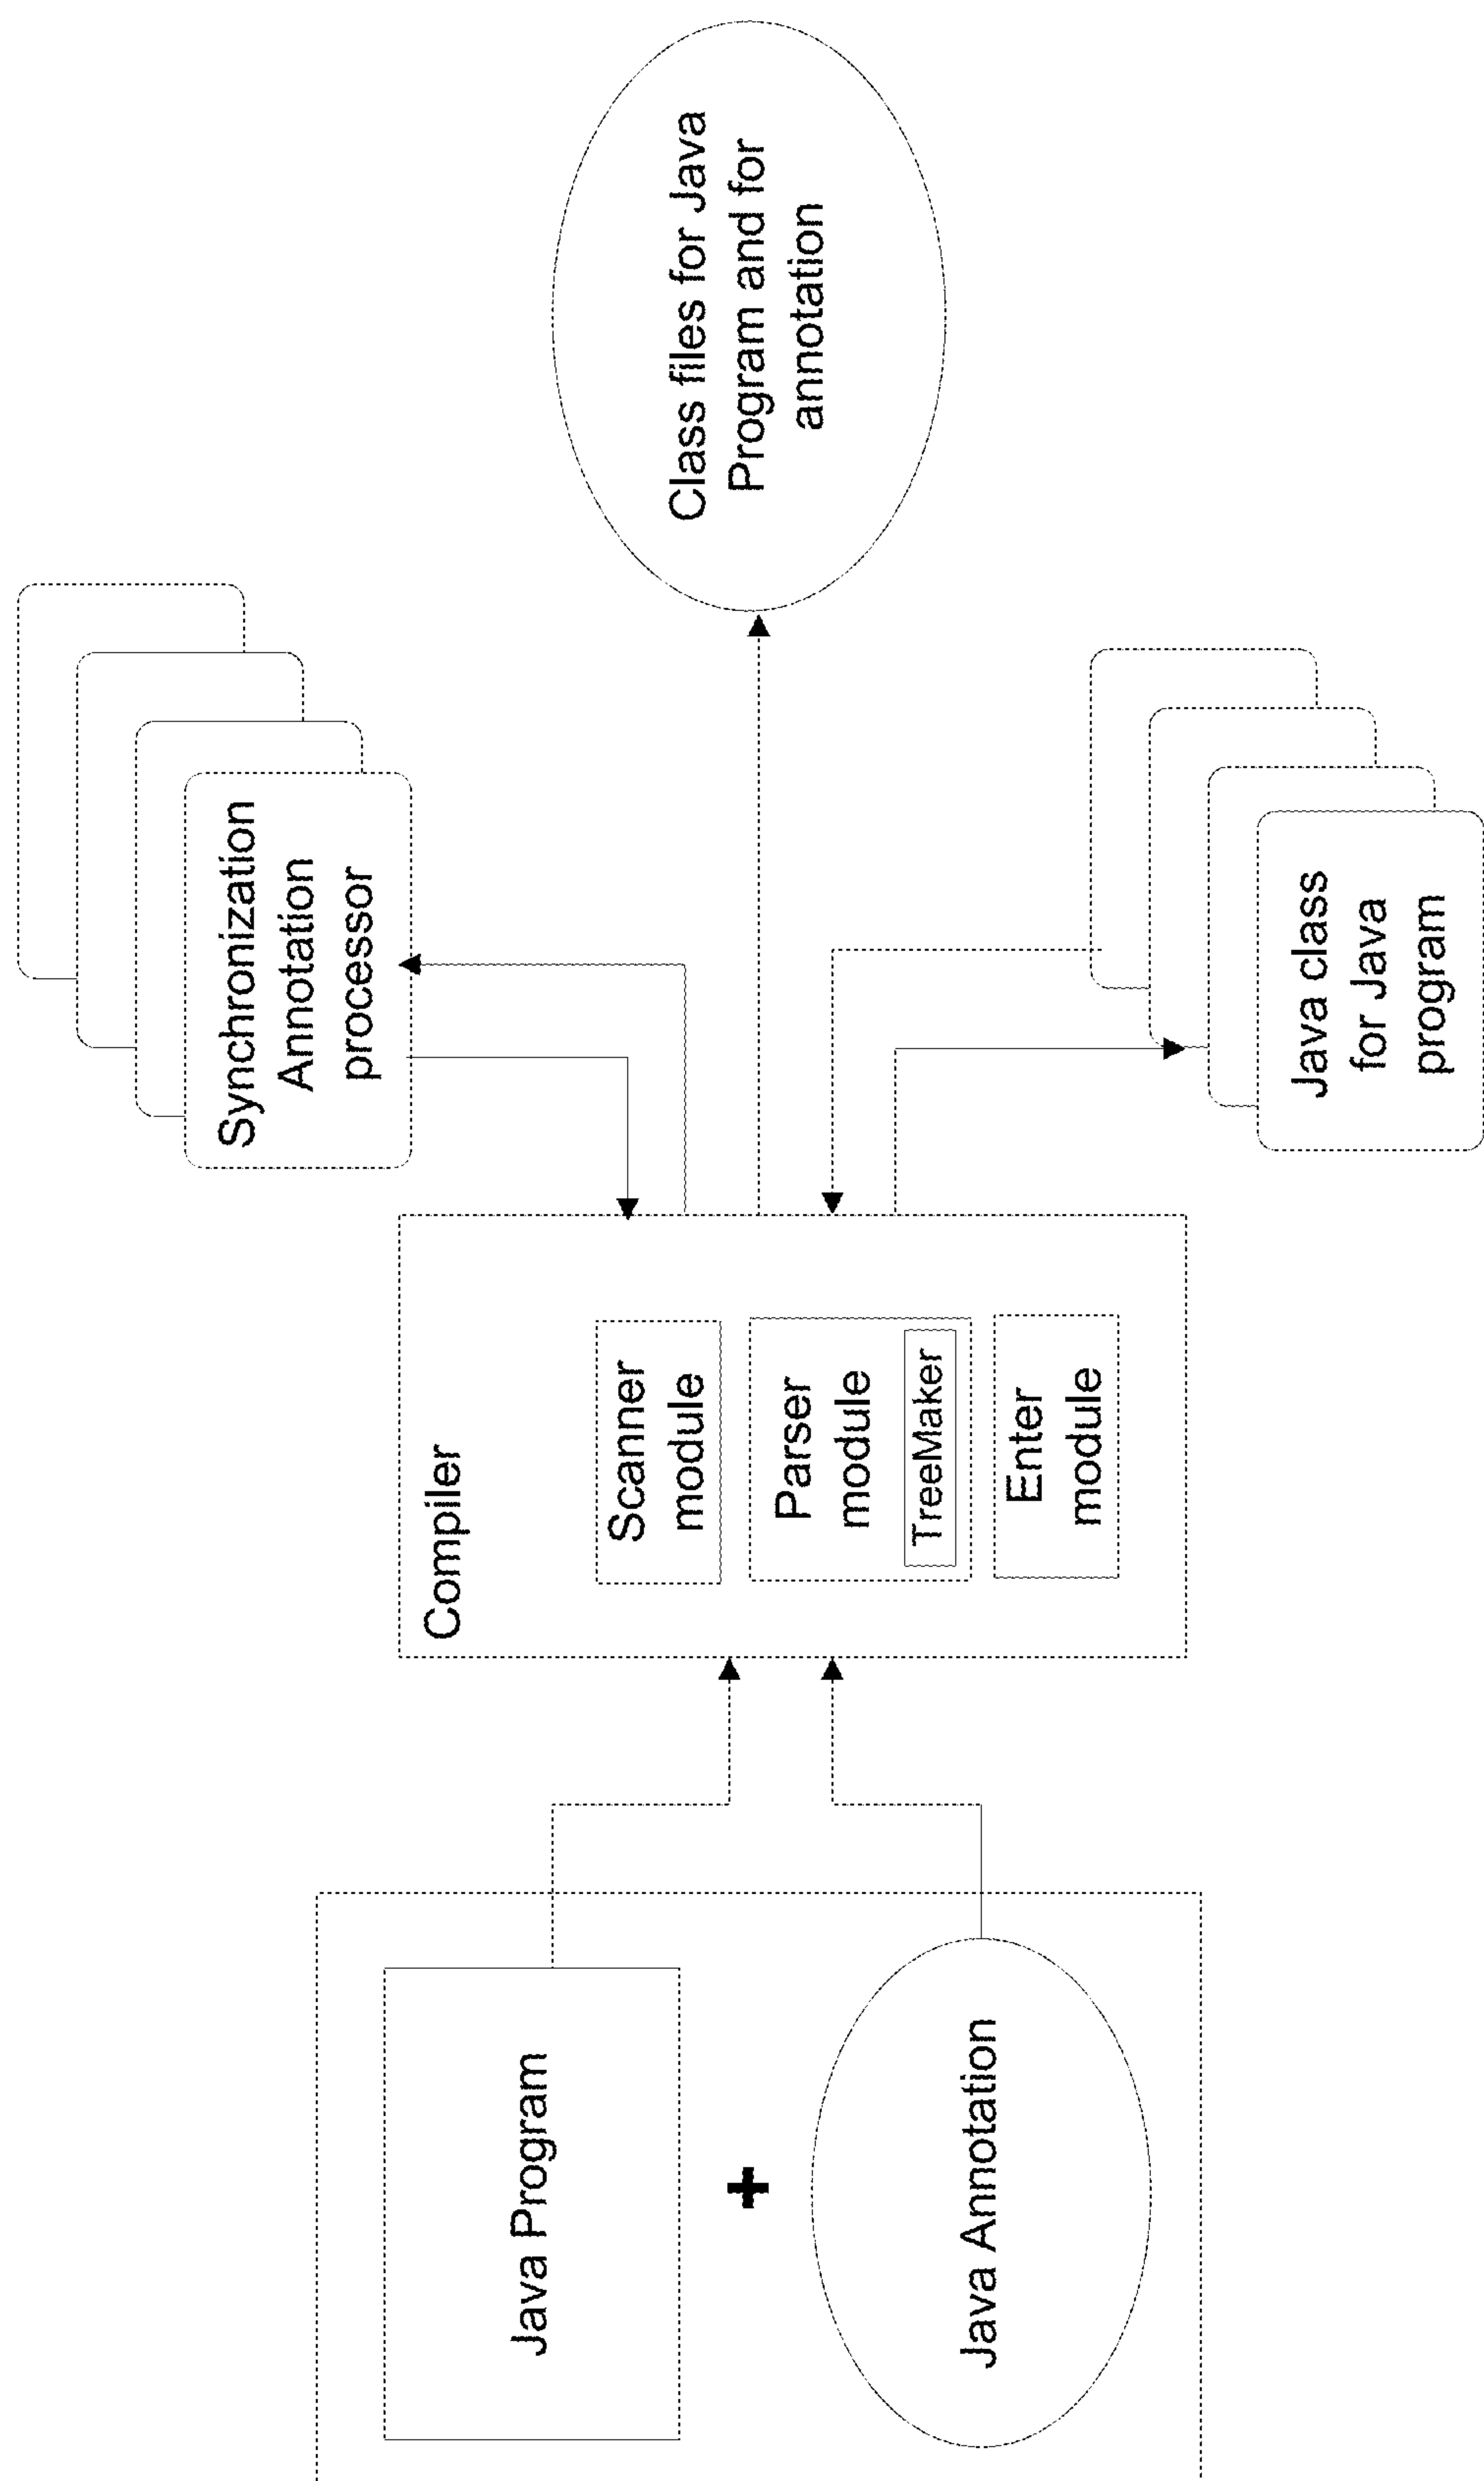 Java Program
+
Java Annotation
Compiler
Scanner
module
Parser
module
TreeMaker
Enter
module
Synchronization
Annotation
processor
Java class
for Java
program
Class files for Java
Program and for
annotation